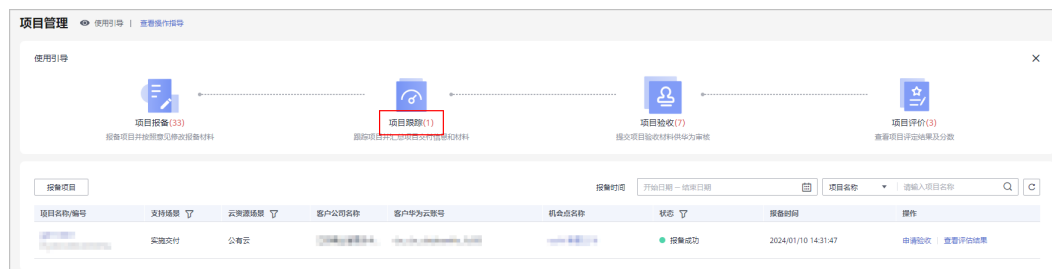 项目管理 使用引导 | 查看操作指导
使用引导
项目报备(33) 项目跟踪(1) 项目验收(7) 项目评价(3)
报备项目并按照意见修改报备材料 跟踪项目并汇总项目交付信息和材料 提交项目验收材料供华为审核 查看项目评定结果及分数
报备项目 报备时间 开始日期 – 结束日期 项目名称 请输入项目名称
项目名称/编号 支持场景 云资源场景 客户公司名称 客户华为云账号 机会点名称 状态 报备时间 操作
实施交付 公有云 报备成功 2024/01/10 14:31:47 申请验收 查看评估结果